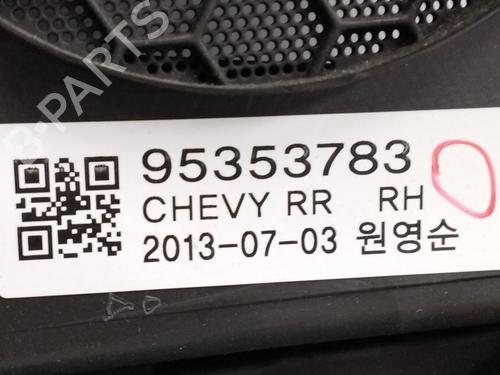 B-PARTS
95353783
CHEVY RR RH
2013-07-03 원영순